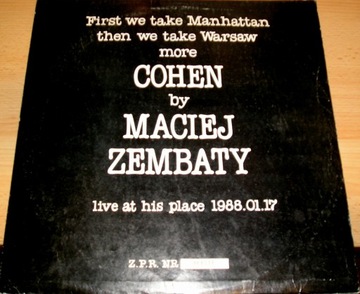 First we take Manhattan
then we take Warsaw
more
COHEN
by
MACIEJ
ZEMBATY
live at his place 1988.01.17
Z.P.R. NR